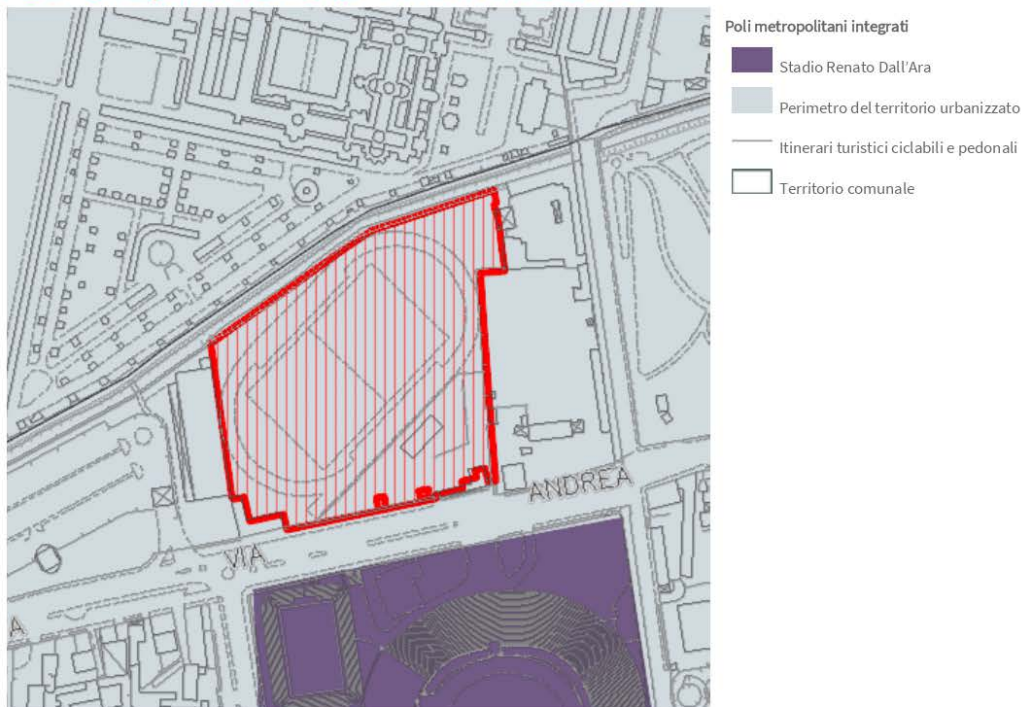 Poli metropolitani integrati
Stadio Renato Dall'Ara
Perimetro del territorio urbanizzato
Itinerari turistici ciclabili e pedonali
Territorio comunale
ANDREA
VIA
A